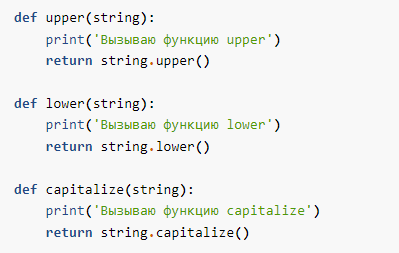 def upper(string):
    print('Вызываю функцию upper')
    return string.upper()
def lower(string):
    print('Вызываю функцию lower')
    return string.lower()
def capitalize(string):
    print('Вызываю функцию capitalize')
    return string.capitalize()